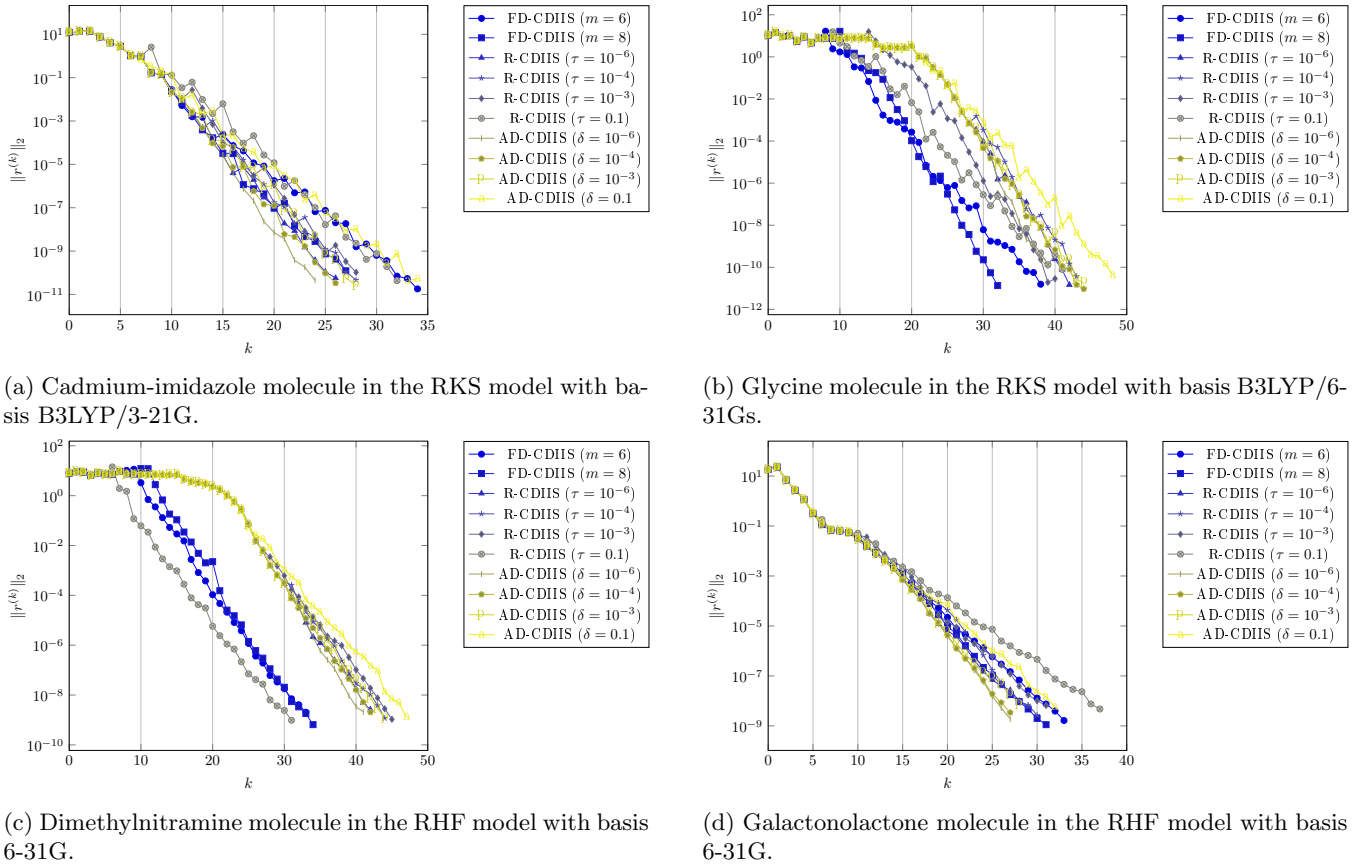 10^1
10^−1
10^−3
10^−5
10^−7
10^−9
10^−11
0 5 10 15 20 25 30 35
k
‖r^(k)‖_2
FD-CDIIS (m = 6)
FD-CDIIS (m = 8)
R-CDIIS (τ = 10^−6)
R-CDIIS (τ = 10^−4)
R-CDIIS (τ = 10^−3)
R-CDIIS (τ = 0.1)
AD-CDIIS (δ = 10^−6)
AD-CDIIS (δ = 10^−4)
AD-CDIIS (δ = 10^−3)
AD-CDIIS (δ = 0.1
(a) Cadmium-imidazole molecule in the RKS model with ba-
sis B3LYP/3-21G.
10^2
10^0
10^−2
10^−4
10^−6
10^−8
10^−10
10^−12
0 10 20 30 40 50
k
‖r^(k)‖_2
FD-CDIIS (m = 6)
FD-CDIIS (m = 8)
R-CDIIS (τ = 10^−6)
R-CDIIS (τ = 10^−4)
R-CDIIS (τ = 10^−3)
R-CDIIS (τ = 0.1)
AD-CDIIS (δ = 10^−6)
AD-CDIIS (δ = 10^−4)
AD-CDIIS (δ = 10^−3)
AD-CDIIS (δ = 0.1)
(b) Glycine molecule in the RKS model with basis B3LYP/6-
31Gs.
10^2
10^0
10^−2
10^−4
10^−6
10^−8
10^−10
0 10 20 30 40 50
k
‖r^(k)‖_2
FD-CDIIS (m = 6)
FD-CDIIS (m = 8)
R-CDIIS (τ = 10^−6)
R-CDIIS (τ = 10^−4)
R-CDIIS (τ = 10^−3)
R-CDIIS (τ = 0.1)
AD-CDIIS (δ = 10^−6)
AD-CDIIS (δ = 10^−4)
AD-CDIIS (δ = 10^−3)
AD-CDIIS (δ = 0.1)
(c) Dimethylnitramine molecule in the RHF model with basis
6-31G.
10^1
10^−1
10^−3
10^−5
10^−7
10^−9
0 5 10 15 20 25 30 35 40
k
‖r^(k)‖_2
FD-CDIIS (m = 6)
FD-CDIIS (m = 8)
R-CDIIS (τ = 10^−6)
R-CDIIS (τ = 10^−4)
R-CDIIS (τ = 10^−3)
R-CDIIS (τ = 0.1)
AD-CDIIS (δ = 10^−6)
AD-CDIIS (δ = 10^−4)
AD-CDIIS (δ = 10^−3)
AD-CDIIS (δ = 0.1)
(d) Galactonolactone molecule in the RHF model with basis
6-31G.